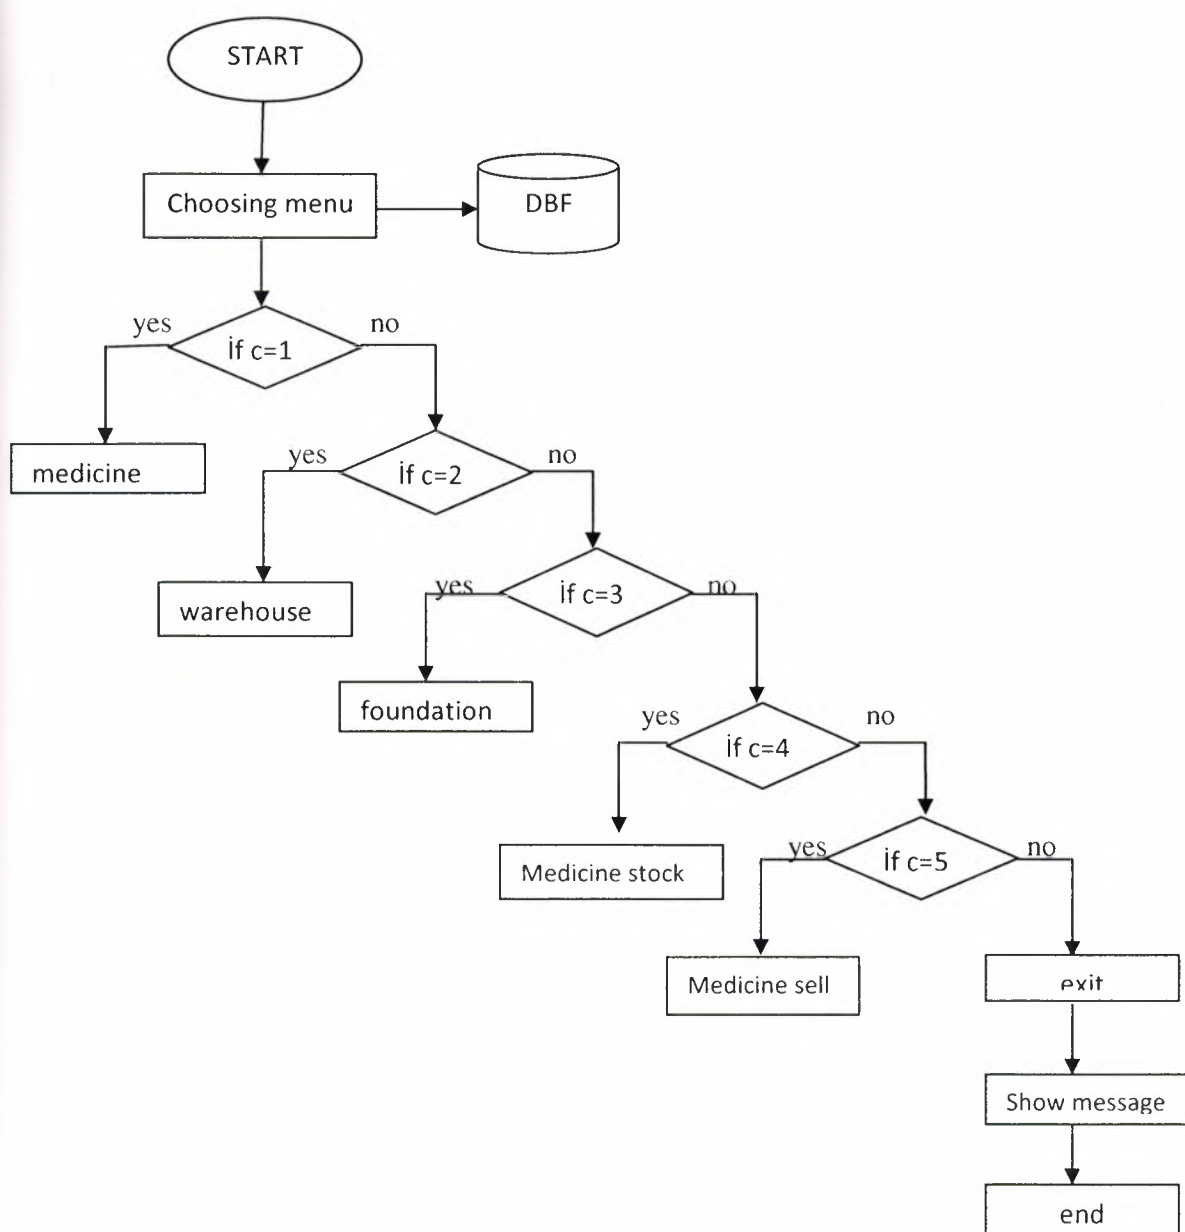 START
Choosing menu
DBF
yes
no
İf c=1
medicine
yes
no
İf c=2
warehouse
yes
no
İf c=3
foundation
yes
no
İf c=4
Medicine stock
yes
no
İf c=5
Medicine sell
exit
Show message
end